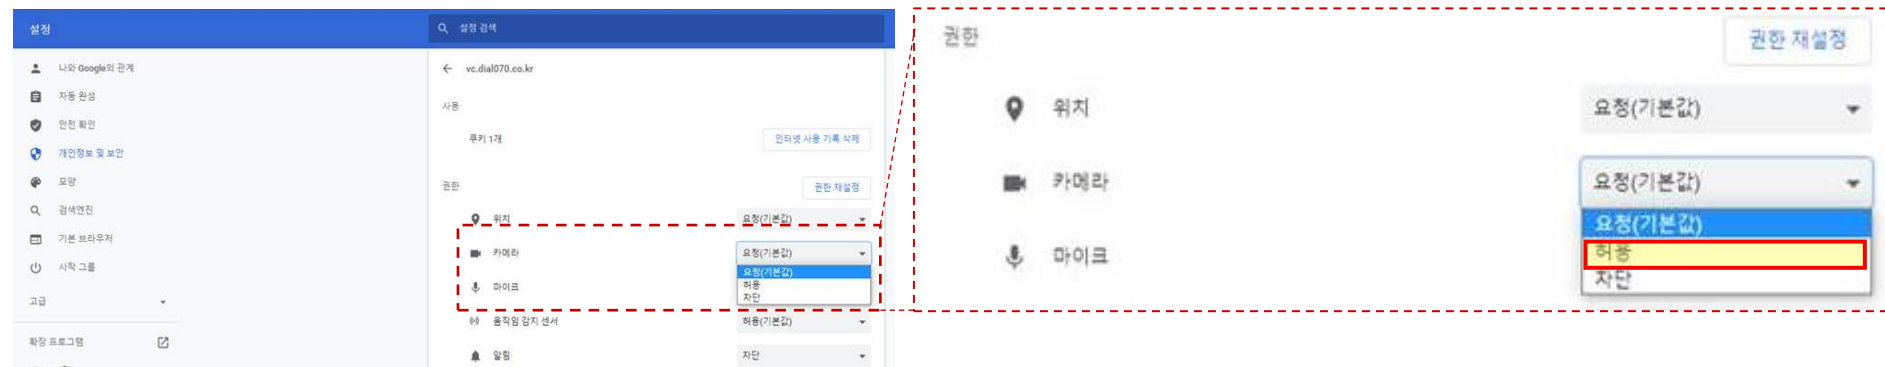 설정
설정 검색
나와 Google의 관계
자동 완성
안전 확인
개인정보 및 보안
모양
검색엔진
기본 브라우저
시작 그룹
고급
확장 프로그램
vc.dial070.co.kr
사용
쿠키 1개
인터넷 사용 기록 삭제
권한
권한 재설정
위치
요청(기본값)
카메라
요청(기본값)
요청(기본값)
허용
차단
마이크
움직임 감지 센서
허용(기본값)
알림
차단
권한
권한 재설정
위치
요청(기본값)
카메라
요청(기본값)
요청(기본값)
허용
차단
마이크